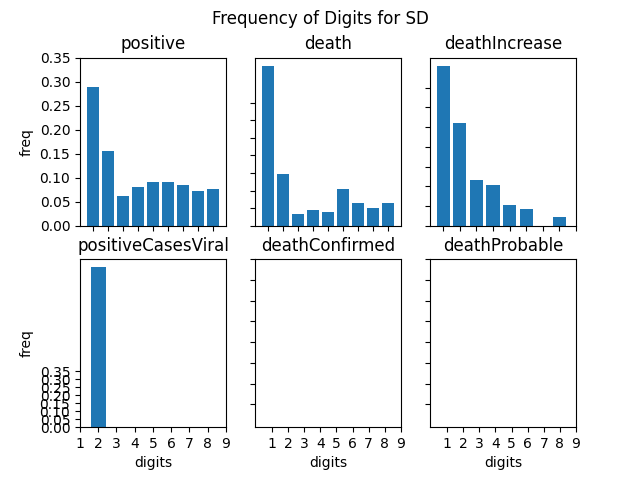 Frequency of Digits for SD
positive death deathIncrease
0.35
0.30
0.25
0.20
0.15
0.10
0.05
0.00
freq
positiveCasesViral deathConfirmed deathProbable
0.35
0.30
0.25
0.20
0.15
0.10
0.05
0.00
freq
1 2 3 4 5 6 7 8 9 1 2 3 4 5 6 7 8 9 1 2 3 4 5 6 7 8 9
digits digits digits